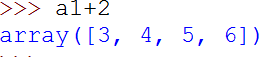 >>> a1+2
array([3, 4, 5, 6])